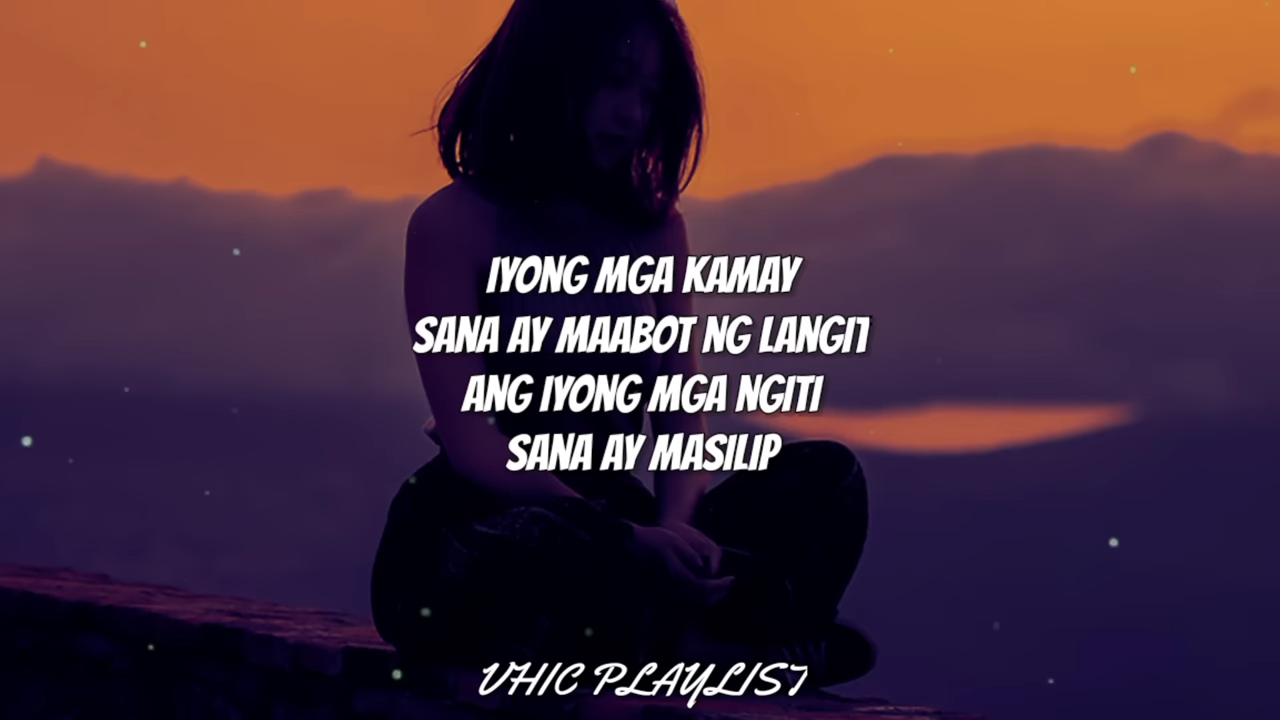 IYONG MGA KAMAY
SANA AY MAABOT NG LANGIT
ANG IYONG MGA NGITI
SANA AY MASILIP
VHIC PLAYLIST